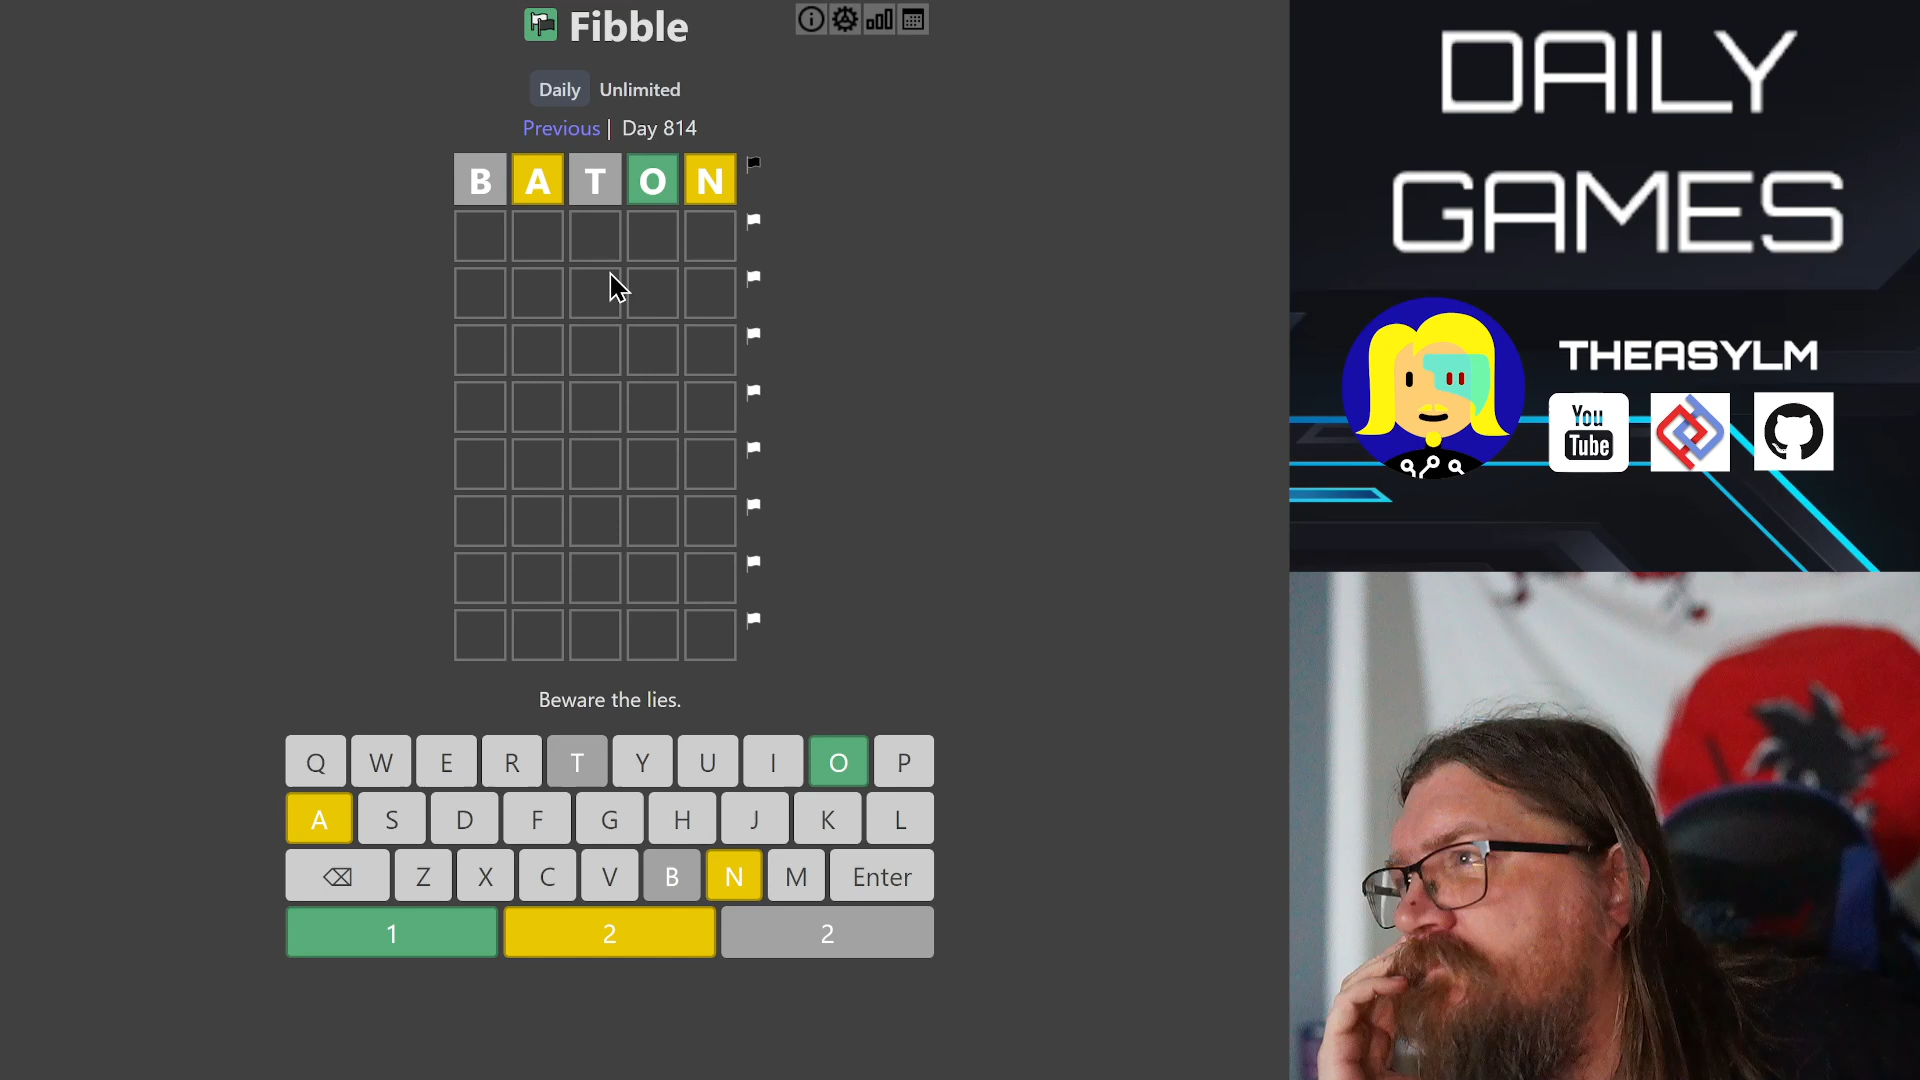 Fibble
Daily Unlimited
Previous | Day 814
B A T O N
Beware the lies.
Q W E R T Y U I O P
A S D F G H J K L
⌫ Z X C V B N M Enter
1 2 2
DAILY
GAMES
THEASYLM
You
Tube